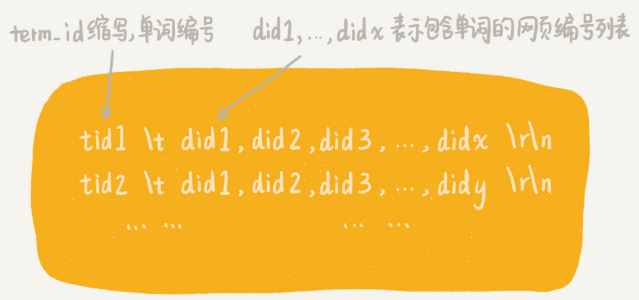 term_id缩写,单词编号 did1,...,didx 表示包含单词的网页编号列表
tid1 \t did1,did2,did3,...,didx \r\n
tid2 \t did1,did2,did3,...,didy \r\n
... ... ... ...